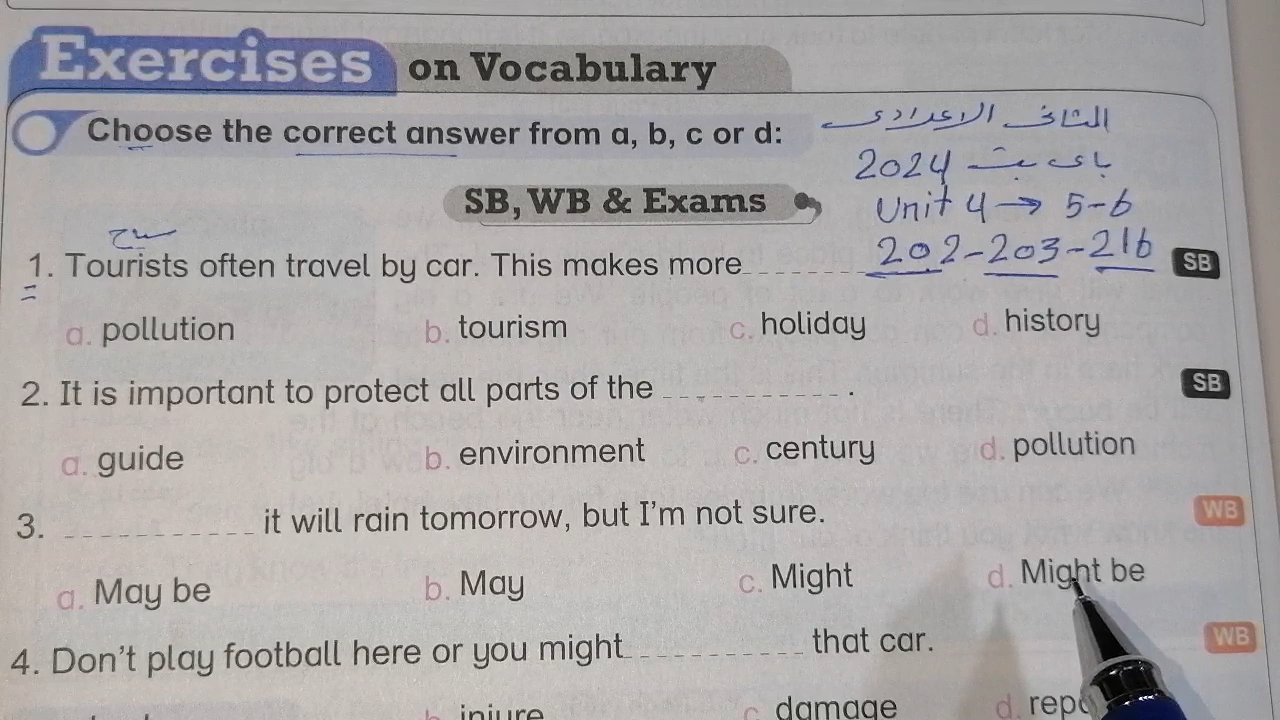 Exercises on Vocabulary
Choose the correct answer from a, b, c or d:
الثانى الاعدادى
2024
Unit 4 → 5-6
202-203-216
SB, WB & Exams
1. Tourists often travel by car. This makes more SB
a. pollution b. tourism c. holiday d. history
2. It is important to protect all parts of the . SB
a. guide b. environment c. century d. pollution
3. it will rain tomorrow, but I'm not sure. WB
a. May be b. May c. Might d. Might be
4. Don't play football here or you might that car. WB
b. injure c. damage d.